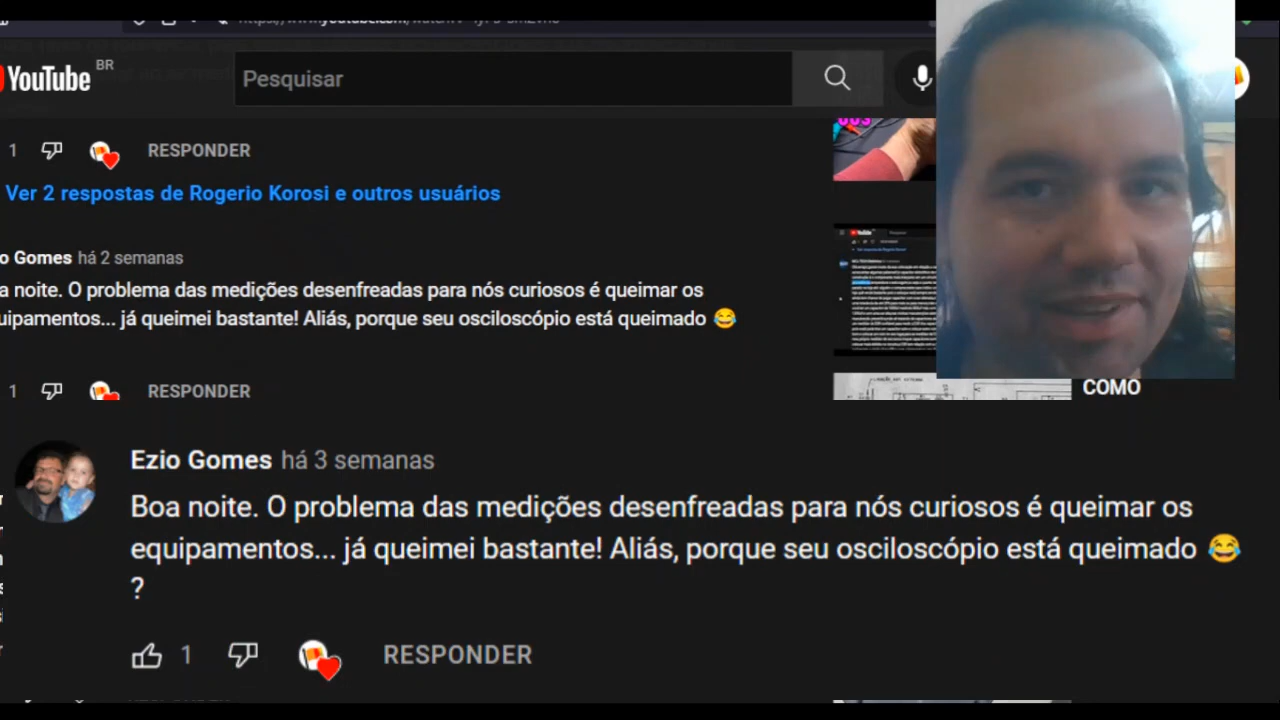 YouTube BR
Pesquisar
1 RESPONDER
Ver 2 respostas de Rogerio Korosi e outros usuários
o Gomes há 2 semanas
a noite. O problema das medições desenfreadas para nós curiosos é queimar os
uipamentos... já queimei bastante! Aliás, porque seu osciloscópio está queimado 😂
1 RESPONDER
COMO
Ezio Gomes há 3 semanas
Boa noite. O problema das medições desenfreadas para nós curiosos é queimar os
equipamentos... já queimei bastante! Aliás, porque seu osciloscópio está queimado 😂
?
1 RESPONDER